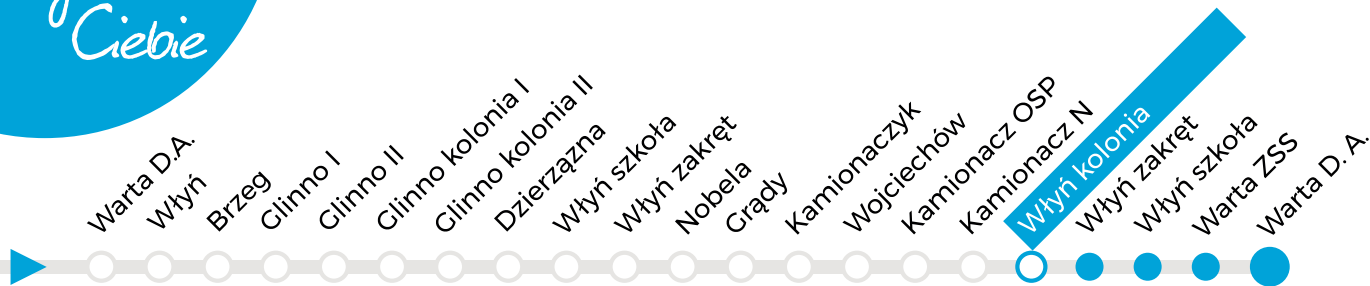 Ciebie
Warta D.A.
Włyń
Brzeg
Glinno I
Glinno II
Glinno kolonia I
Glinno kolonia II
Dzierzązna
Włyń szkoła
Włyń zakręt
Nobela
Grądy
Kamionaczyk
Wojciechów
Kamionacz OSP
Kamionacz N
Włyń kolonia
Włyń zakręt
Włyń szkoła
Warta ZSS
Warta D. A.